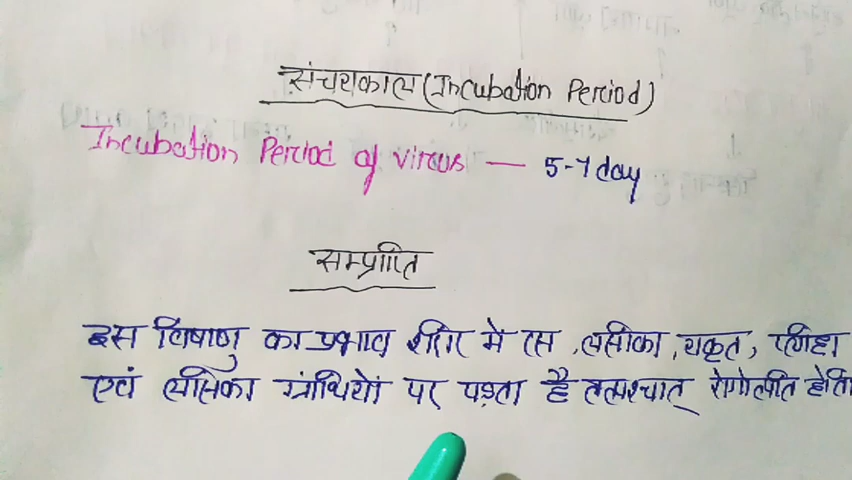 संचयकाल (Incubation Period)
Incubation Period of virus — 5-7 day
सम्प्राप्ति
इस विषाणु का प्रभाव शरीर में रस, लसीका, यकृत, प्लीहा
एवं लसिका ग्रंथियों पर पड़ता है तत्पश्चात् रोगोत्पति होती